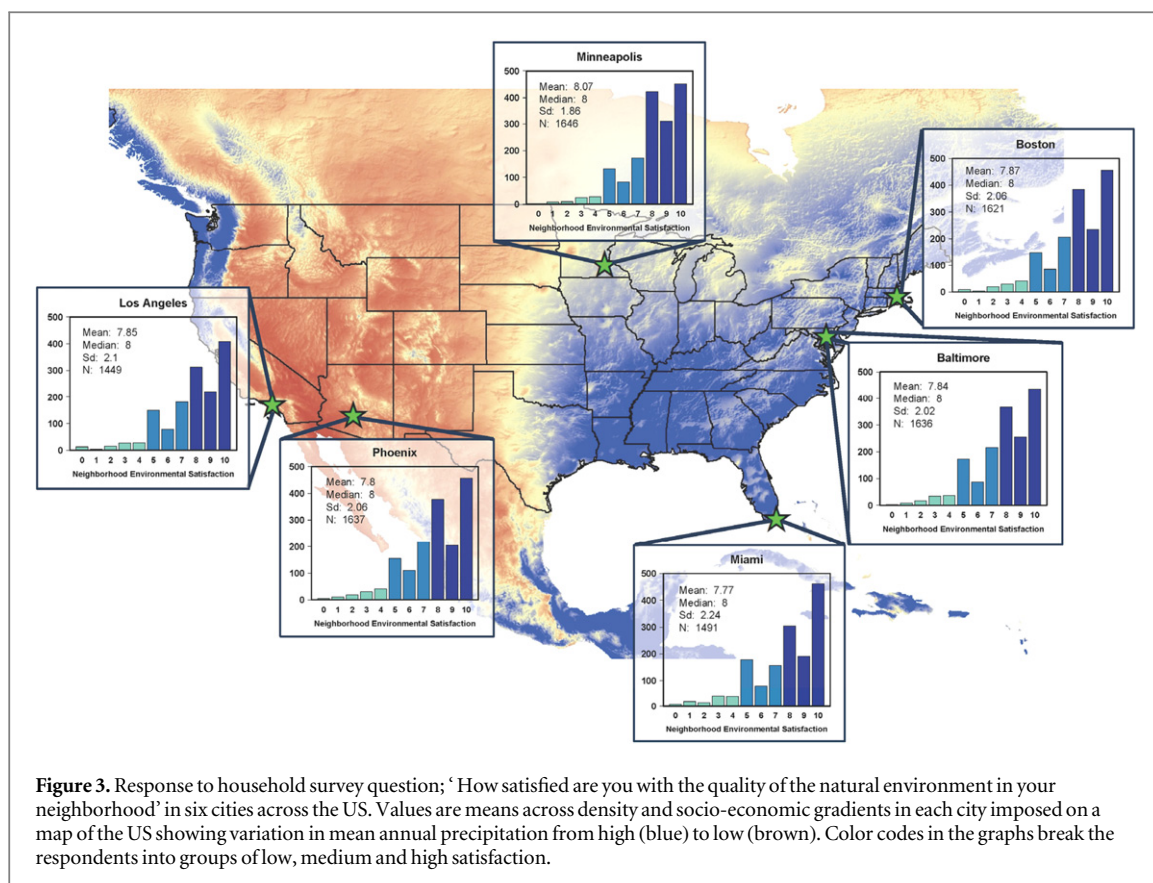 Minneapolis
500
400
300
200
100
0
Mean: 8.07
Median: 8
Sd: 1.86
N: 1646
0 1 2 3 4 5 6 7 8 9 10
Neighborhood Environmental Satisfaction
Boston
500
400
300
200
100
0
Mean: 7.87
Median: 8
Sd: 2.06
N: 1621
0 1 2 3 4 5 6 7 8 9 10
Neighborhood Environmental Satisfaction
Los Angeles
500
400
300
200
100
0
Mean: 7.85
Median: 8
Sd: 2.1
N: 1449
0 1 2 3 4 5 6 7 8 9 10
Neighborhood Environmental Satisfaction
Baltimore
500
400
300
200
100
0
Mean: 7.84
Median: 8
Sd: 2.02
N: 1636
0 1 2 3 4 5 6 7 8 9 10
Neighborhood Environmental Satisfaction
Phoenix
500
400
300
200
100
0
Mean: 7.8
Median: 8
Sd: 2.06
N: 1637
0 1 2 3 4 5 6 7 8 9 10
Neighborhood Environmental Satisfaction
Miami
500
400
300
200
100
0
Mean: 7.77
Median: 8
Sd: 2.24
N: 1491
0 1 2 3 4 5 6 7 8 9 10
Neighborhood Environmental Satisfaction
Figure 3. Response to household survey question; ‘ How satisfied are you with the quality of the natural environment in your
neighborhood’ in six cities across the US. Values are means across density and socio-economic gradients in each city imposed on a
map of the US showing variation in mean annual precipitation from high (blue) to low (brown). Color codes in the graphs break the
respondents into groups of low, medium and high satisfaction.